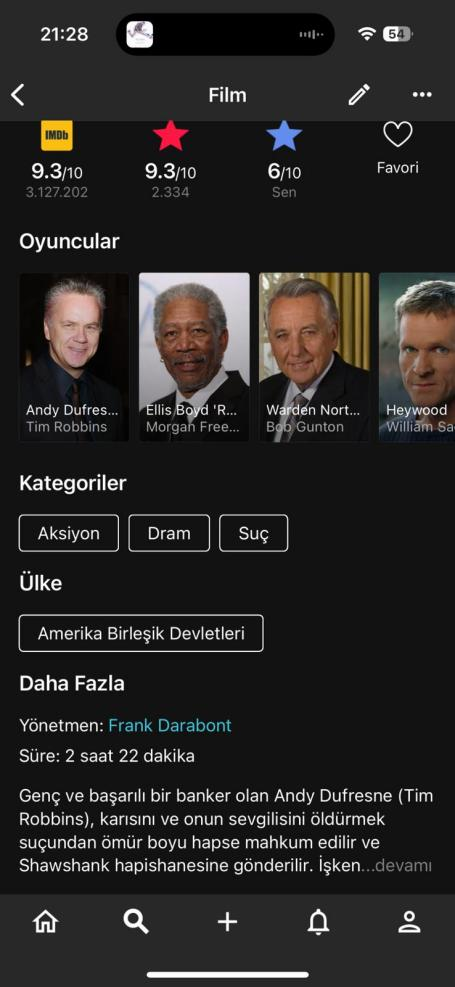 21:28
54
Film
IMDb
9.3/10
3.127.202
9.3/10
2.334
6/10
Sen
Favori
Oyuncular
Andy Dufres...
Tim Robbins
Ellis Boyd 'R...
Morgan Free...
Warden Nort...
Bob Gunton
Heywood
William Sa
Kategoriler
Aksiyon
Dram
Suç
Ülke
Amerika Birleşik Devletleri
Daha Fazla
Yönetmen: Frank Darabont
Süre: 2 saat 22 dakika
Genç ve başarılı bir banker olan Andy Dufresne (Tim
Robbins), karısını ve onun sevgilisini öldürmek
suçundan ömür boyu hapse mahkum edilir ve
Shawshank hapishanesine gönderilir. İşken...devamı